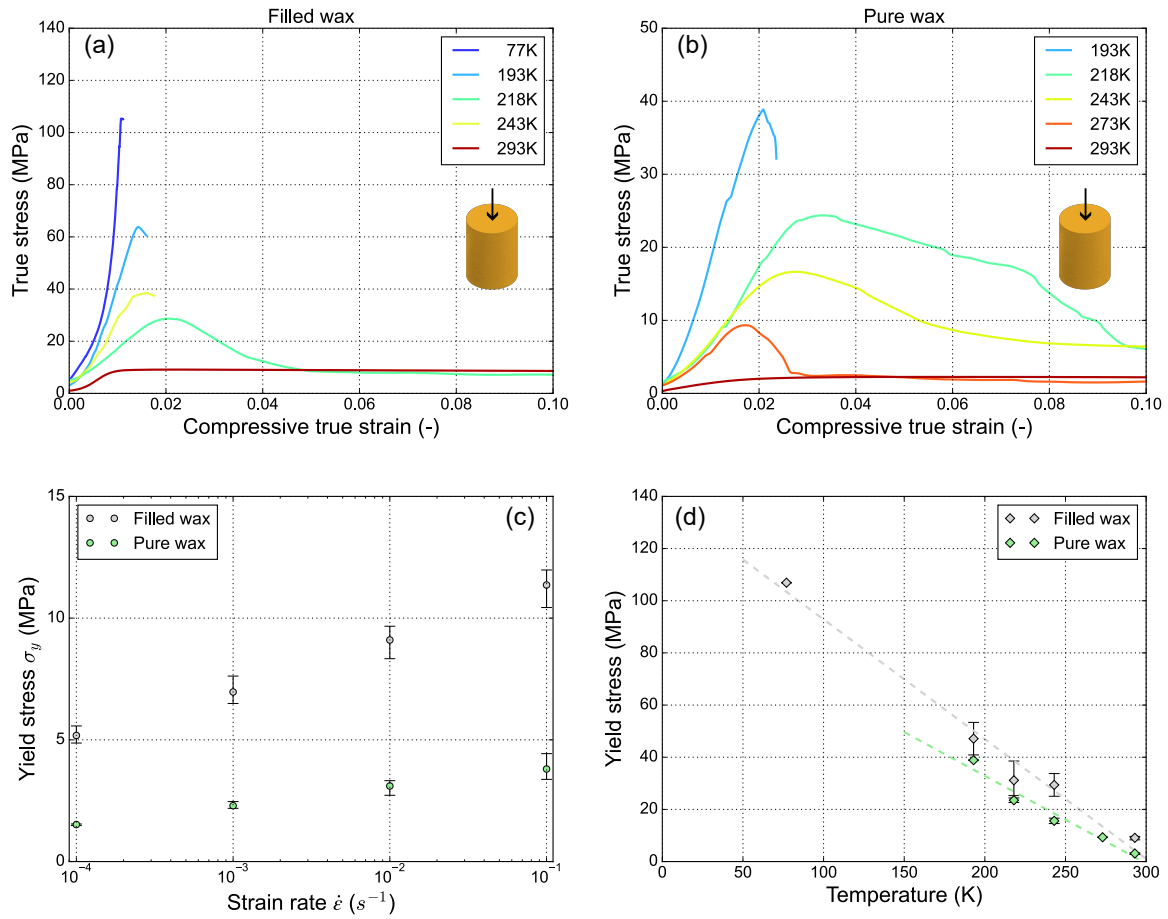 Filled wax
(a)
77K
193K
218K
243K
293K
140
120
100
80
60
40
20
0
0.00 0.02 0.04 0.06 0.08 0.10
True stress (MPa)
Compressive true strain (-)
Pure wax
(b)
193K
218K
243K
273K
293K
50
40
30
20
10
0
0.00 0.02 0.04 0.06 0.08 0.10
True stress (MPa)
Compressive true strain (-)
(c)
Filled wax
Pure wax
15
10
5
0
10⁻⁴ 10⁻³ 10⁻² 10⁻¹
Yield stress σ_y (MPa)
Strain rate ε̇ (s⁻¹)
(d)
Filled wax
Pure wax
140
120
100
80
60
40
20
0
0 50 100 150 200 250 300
Yield stress (MPa)
Temperature (K)